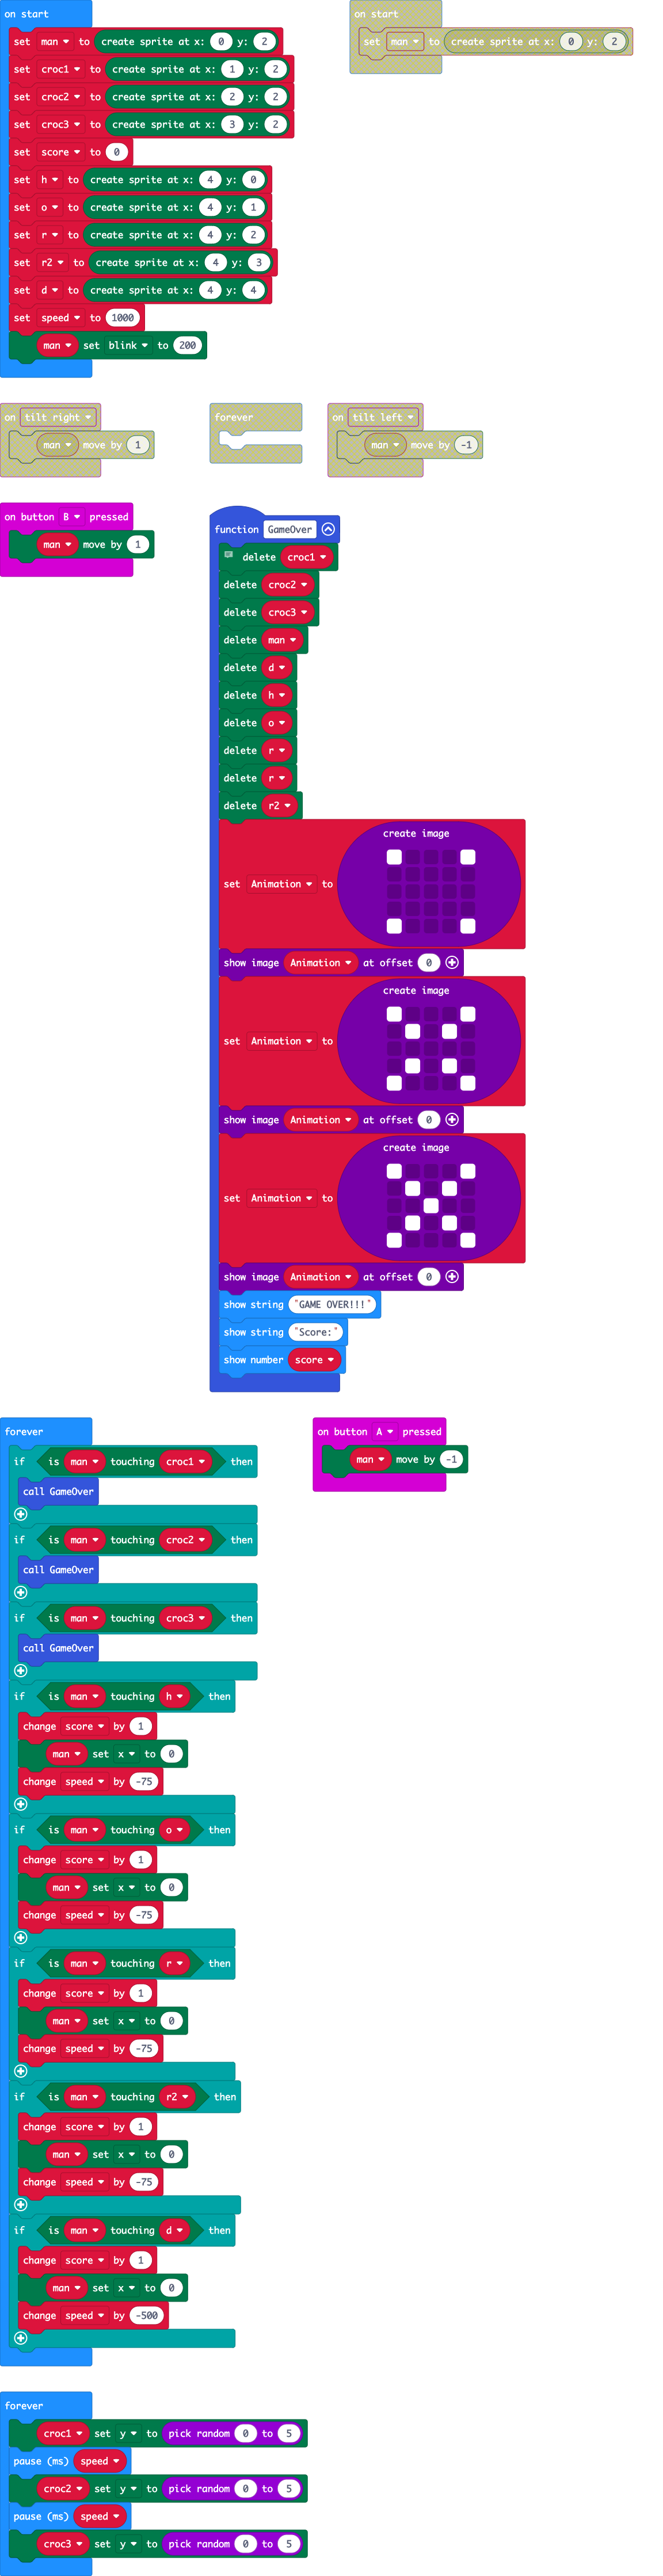 on start
set man to create sprite at x: 0 y: 2
set croc1 to create sprite at x: 1 y: 2
set croc2 to create sprite at x: 2 y: 2
set croc3 to create sprite at x: 3 y: 2
set score to 0
set h to create sprite at x: 4 y: 0
set o to create sprite at x: 4 y: 1
set r to create sprite at x: 4 y: 2
set r2 to create sprite at x: 4 y: 3
set d to create sprite at x: 4 y: 4
set speed to 1000
man set blink to 200
on start
set man to create sprite at x: 0 y: 2
on tilt right
man move by 1
forever
on tilt left
man move by -1
on button B pressed
man move by 1
function GameOver
delete croc1
delete croc2
delete croc3
delete man
delete d
delete h
delete o
delete r
delete r
delete r2
create image
set Animation to
show image Animation at offset 0
create image
set Animation to
show image Animation at offset 0
create image
set Animation to
show image Animation at offset 0
show string "GAME OVER!!!"
show string "Score:"
show number score
forever
if is man touching croc1 then
call GameOver
if is man touching croc2 then
call GameOver
if is man touching croc3 then
call GameOver
if is man touching h then
change score by 1
man set x to 0
change speed by -75
if is man touching o then
change score by 1
man set x to 0
change speed by -75
if is man touching r then
change score by 1
man set x to 0
change speed by -75
if is man touching r2 then
change score by 1
man set x to 0
change speed by -75
if is man touching d then
change score by 1
man set x to 0
change speed by -500
on button A pressed
man move by -1
forever
croc1 set y to pick random 0 to 5
pause (ms) speed
croc2 set y to pick random 0 to 5
pause (ms) speed
croc3 set y to pick random 0 to 5